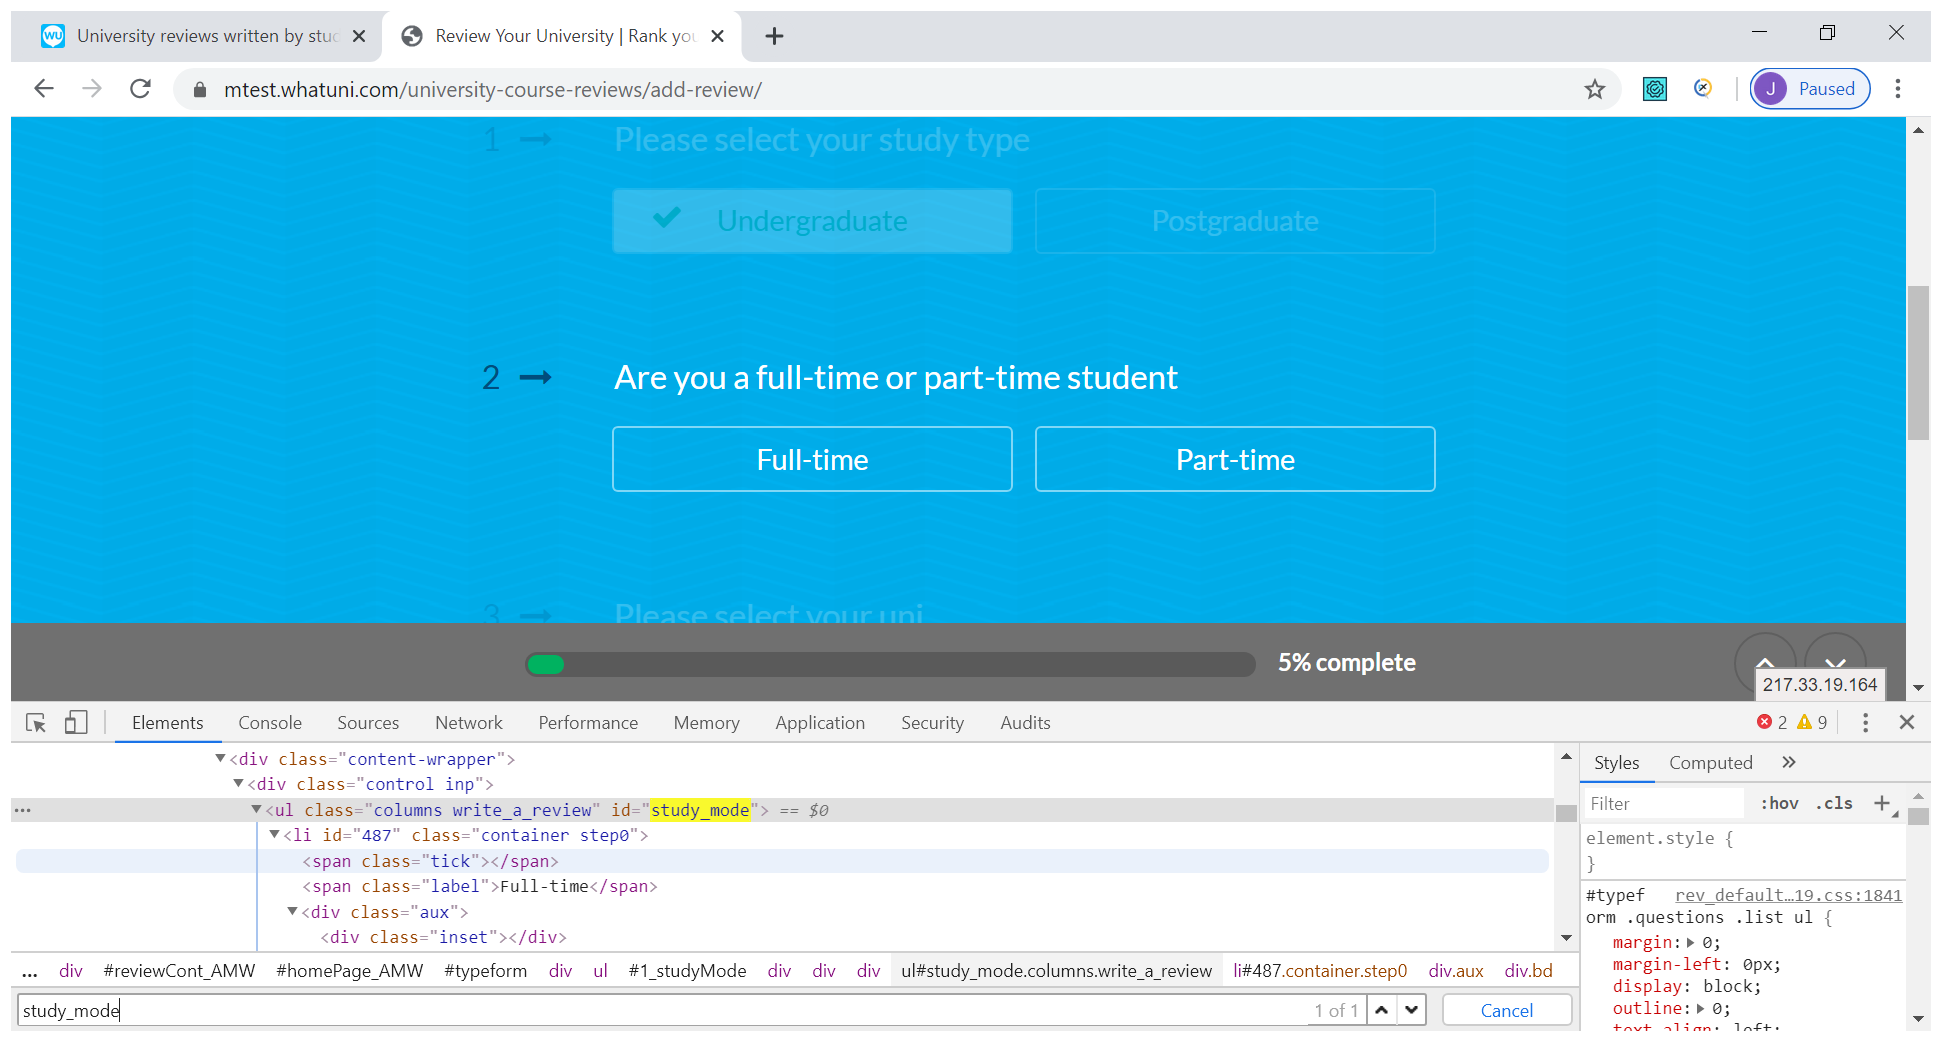 University reviews written by stud
Review Your University | Rank you
mtest.whatuni.com/university-course-reviews/add-review/
J Paused
1 Please select your study type
Undergraduate Postgraduate
2 Are you a full-time or part-time student
Full-time Part-time
3 Please select your uni
5% complete
217.33.19.164
Elements Console Sources Network Performance Memory Application Security Audits 2 9
<div class="content-wrapper">
<div class="control inp">
<ul class="columns write_a_review" id="study_mode"> == $0
<li id="487" class="container step0">
<span class="tick"></span>
<span class="label">Full-time</span>
<div class="aux">
<div class="inset"></div>
... div #reviewCont_AMW #homePage_AMW #typeform div ul #1_studyMode div div div ul#study_mode.columns.write_a_review li#487.container.step0 div.aux div.bd
study_mode 1 of 1 Cancel
Styles Computed »
Filter :hov .cls +
element.style {
}
#typef rev_default…19.css:1841
orm .questions .list ul {
margin: 0;
margin-left: 0px;
display: block;
outline: 0;
text-align: left;